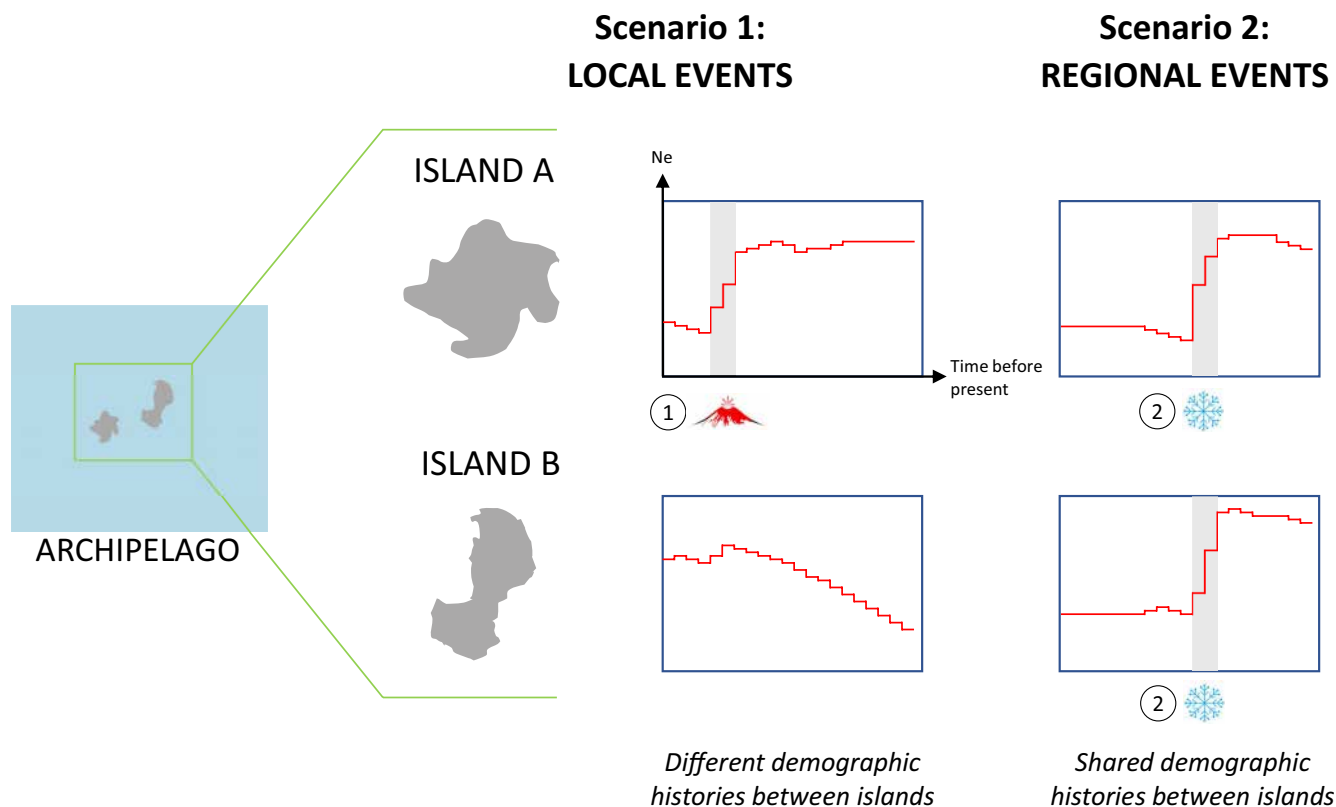 Scenario 1:
LOCAL EVENTS
Scenario 2:
REGIONAL EVENTS
ISLAND A
Ne
Time before
present
1
2
ISLAND B
ARCHIPELAGO
2
Different demographic
histories between islands
Shared demographic
histories between islands